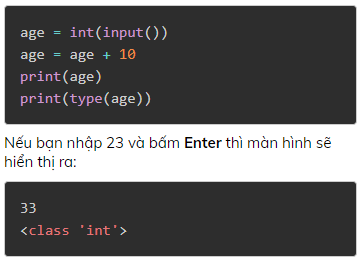 age = int(input())
age = age + 10
print(age)
print(type(age))
Nếu bạn nhập 23 và bấm Enter thì màn hình sẽ
hiển thị ra:
33
<class 'int'>